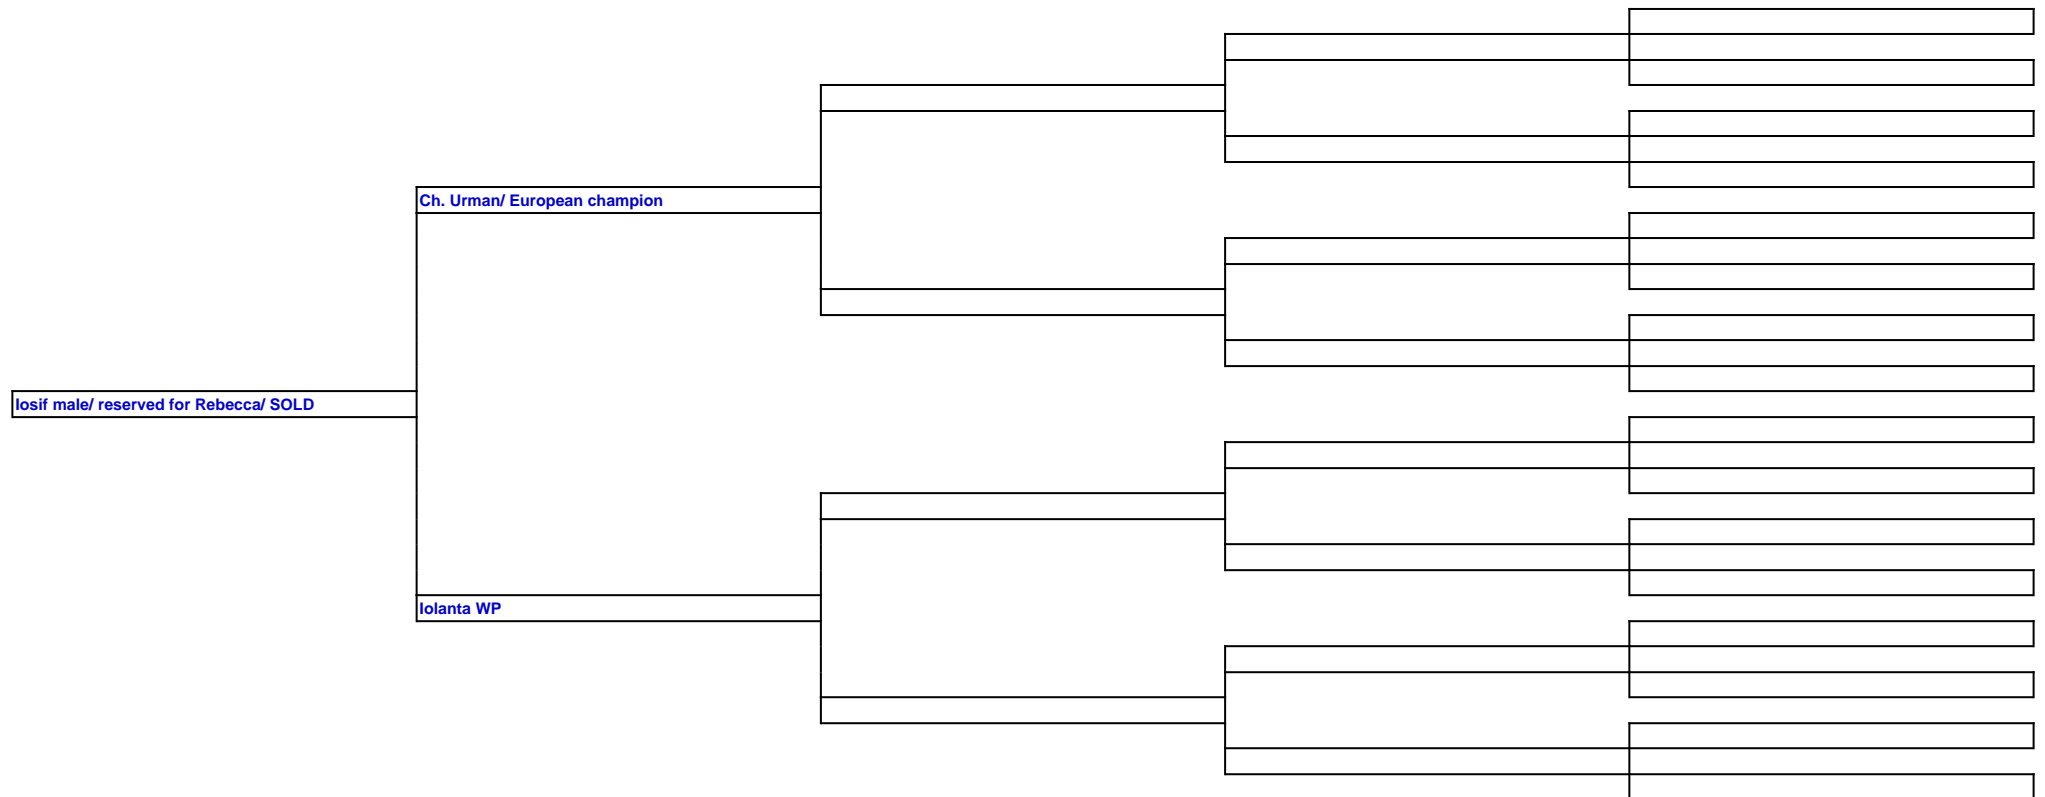 Ch. Urman/ European champion
Iosif male/ reserved for Rebecca/ SOLD
Iolanta WP